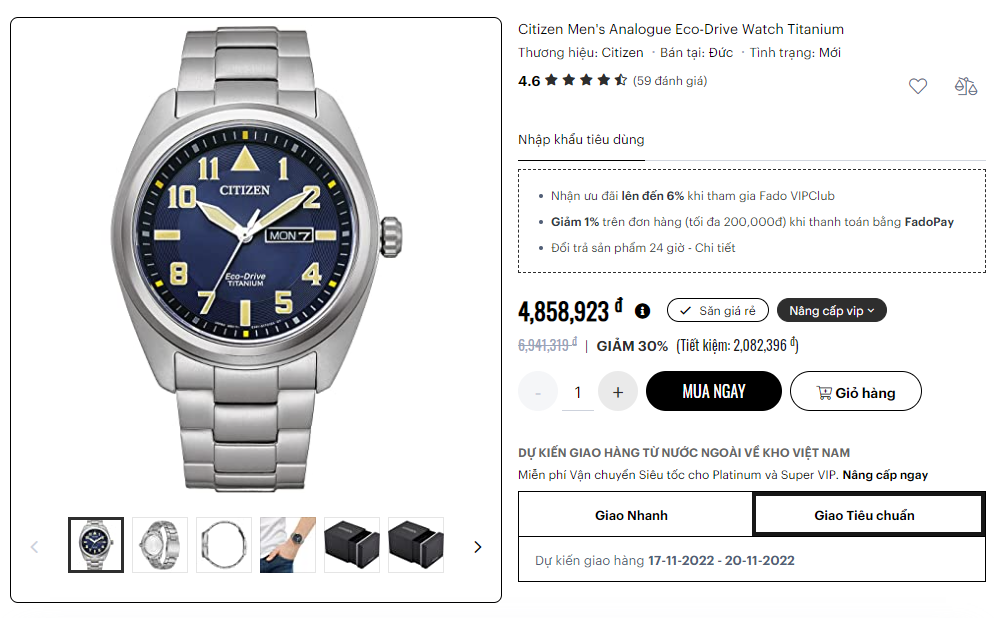 Citizen Men's Analogue Eco-Drive Watch Titanium
Thương hiệu: Citizen · Bán tại: Đức · Tình trạng: Mới
4.6 (59 đánh giá)
Nhập khẩu tiêu dùng
• Nhận ưu đãi lên đến 6% khi tham gia Fado VIPClub
• Giảm 1% trên đơn hàng (tối đa 200,000đ) khi thanh toán bằng FadoPay
• Đổi trả sản phẩm 24 giờ - Chi tiết
4,858,923 đ Săn giá rẻ Nâng cấp vip
6,941,319 đ | GIẢM 30% (Tiết kiệm: 2,082,396 đ)
- 1 + MUA NGAY Giỏ hàng
DỰ KIẾN GIAO HÀNG TỪ NƯỚC NGOÀI VỀ KHO VIỆT NAM
Miễn phí Vận chuyển Siêu tốc cho Platinum và Super VIP. Nâng cấp ngay
Giao Nhanh Giao Tiêu chuẩn
Dự kiến giao hàng 17-11-2022 - 20-11-2022
11 1
10 CITIZEN 2
MON 7
8 Eco-Drive 4
TITANIUM
7 5